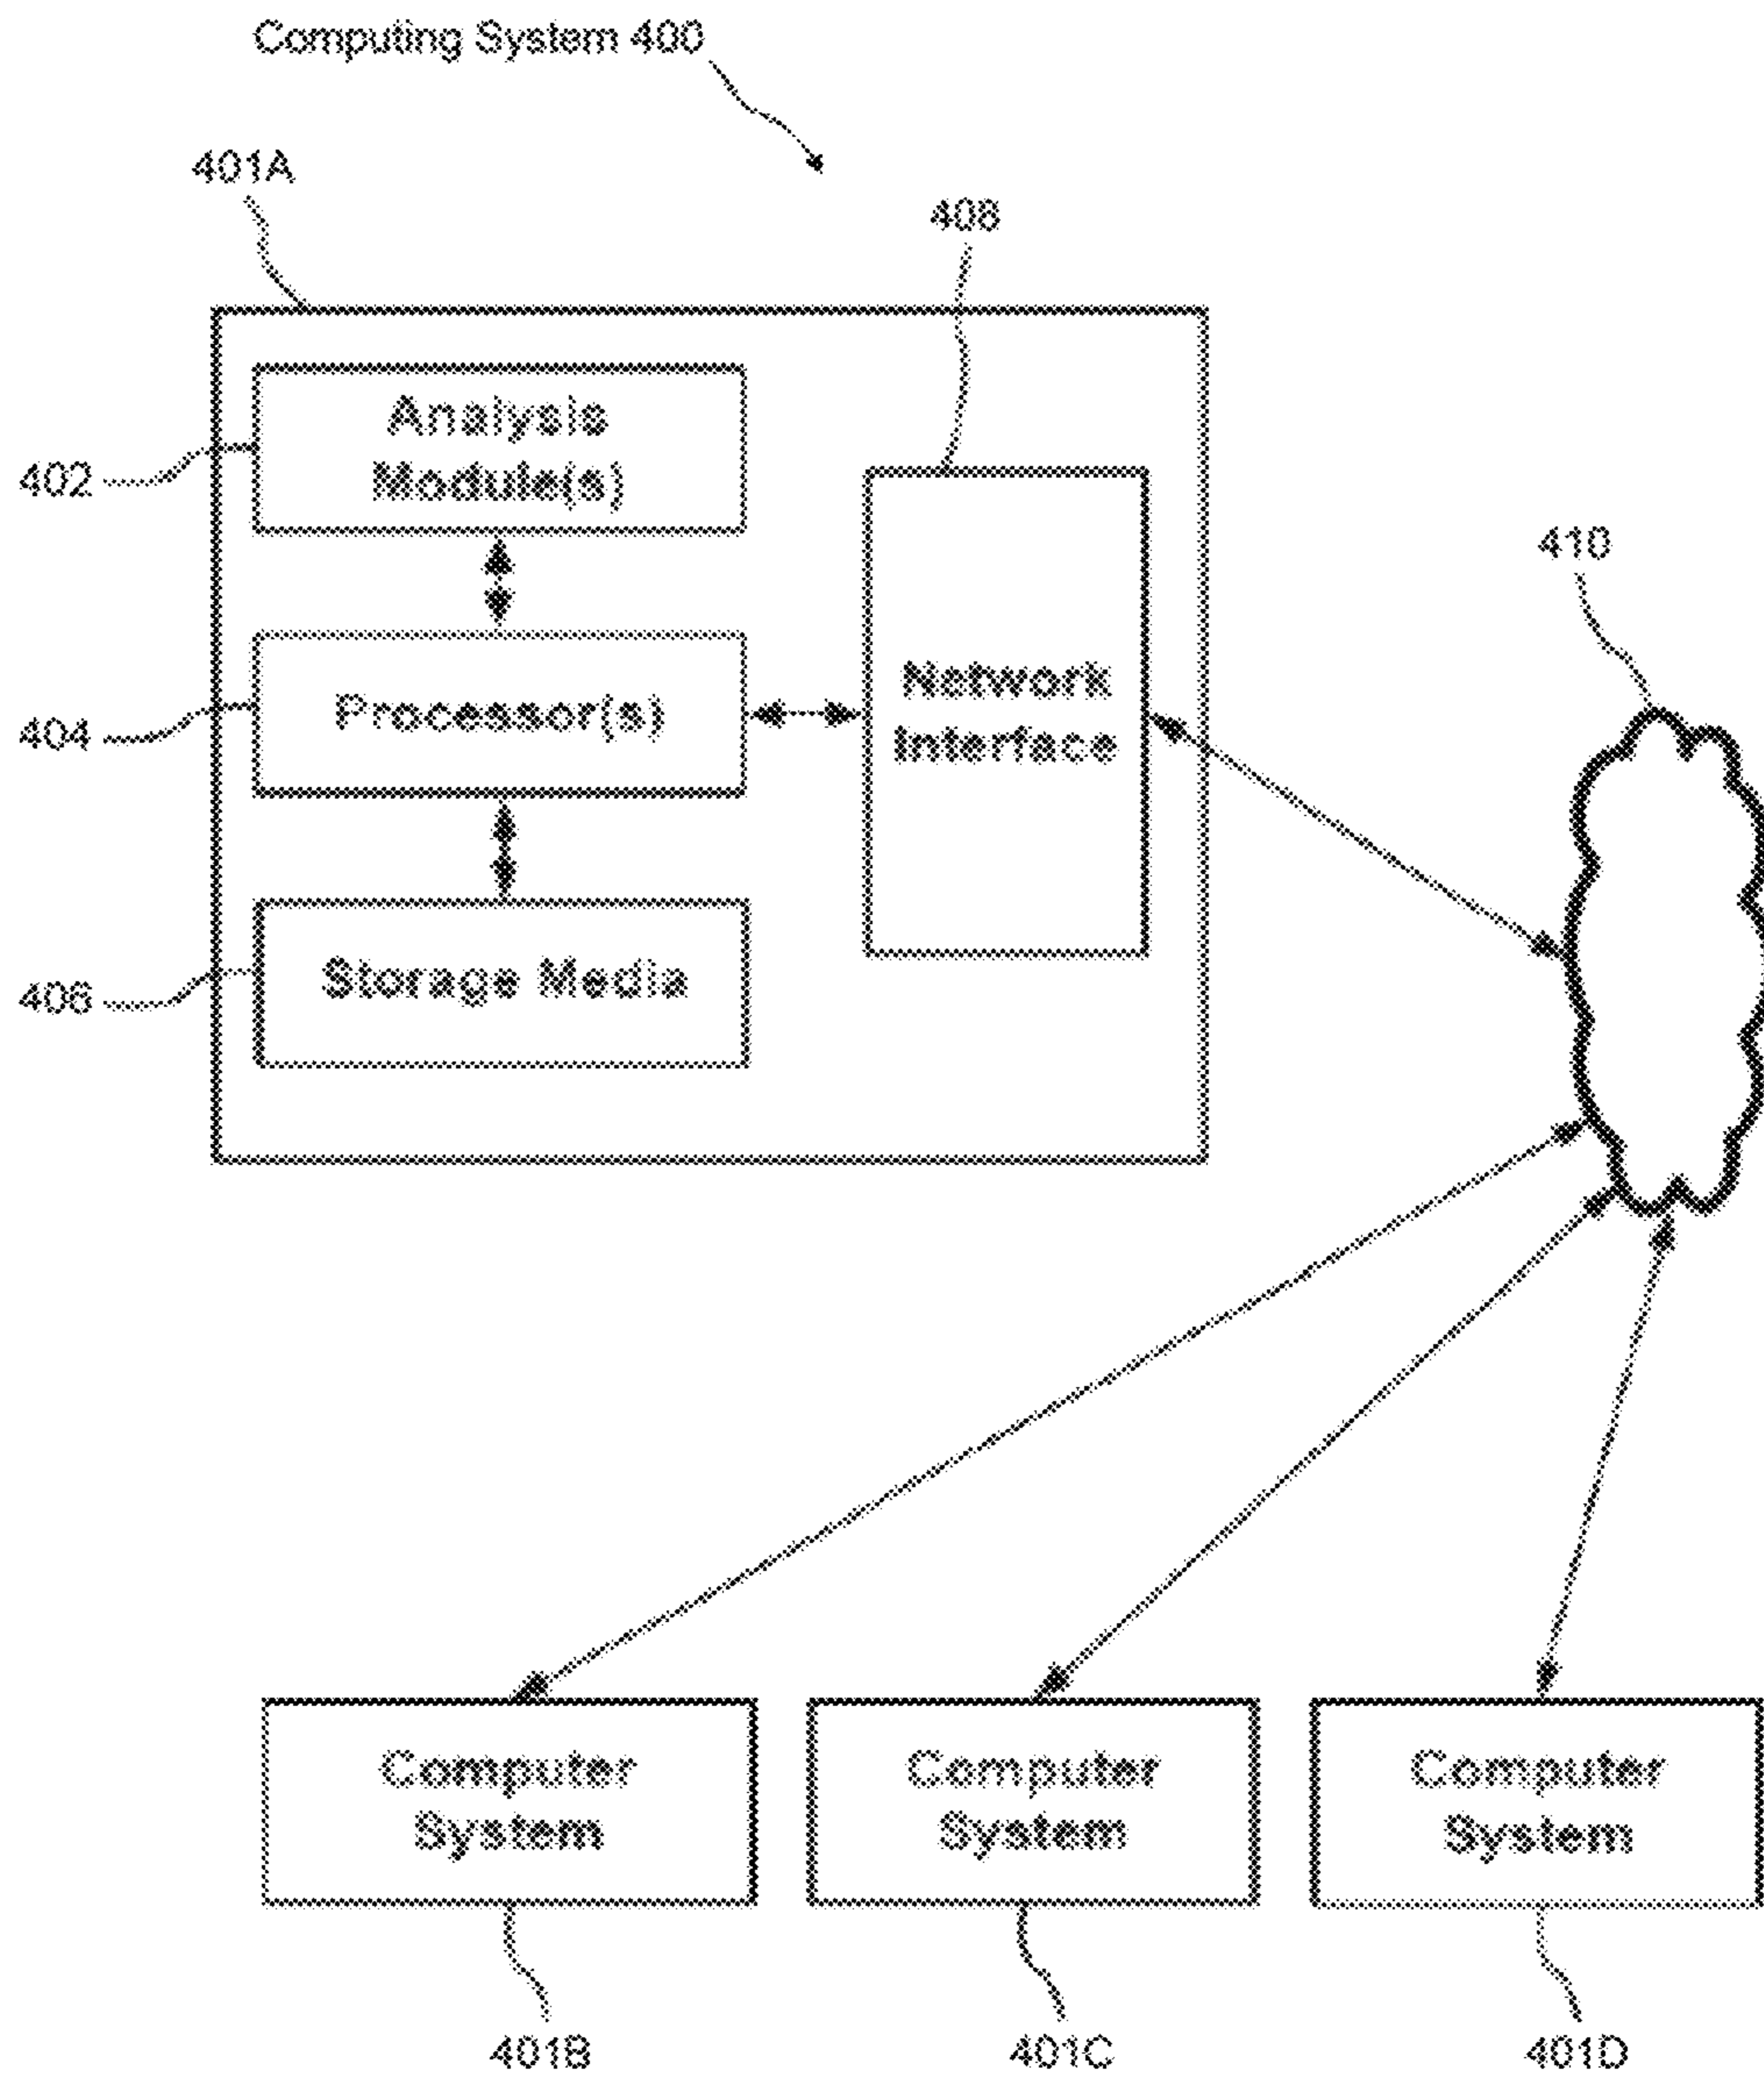 Computing System 400
401A
408
Analysis
Module(s)
402
410
Network
Interface
Processor(s)
404
Storage Media
406
Computer
System
Computer
System
Computer
System
401B
401C
401D